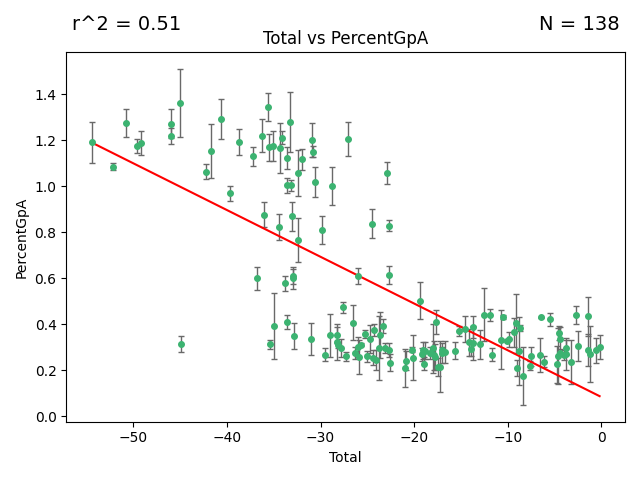 r^2 = 0.51
N = 138
Total vs PercentGpA
PercentGpA
1.4
1.2
1.0
0.8
0.6
0.4
0.2
0.0
−50
−40
−30
−20
−10
0
Total